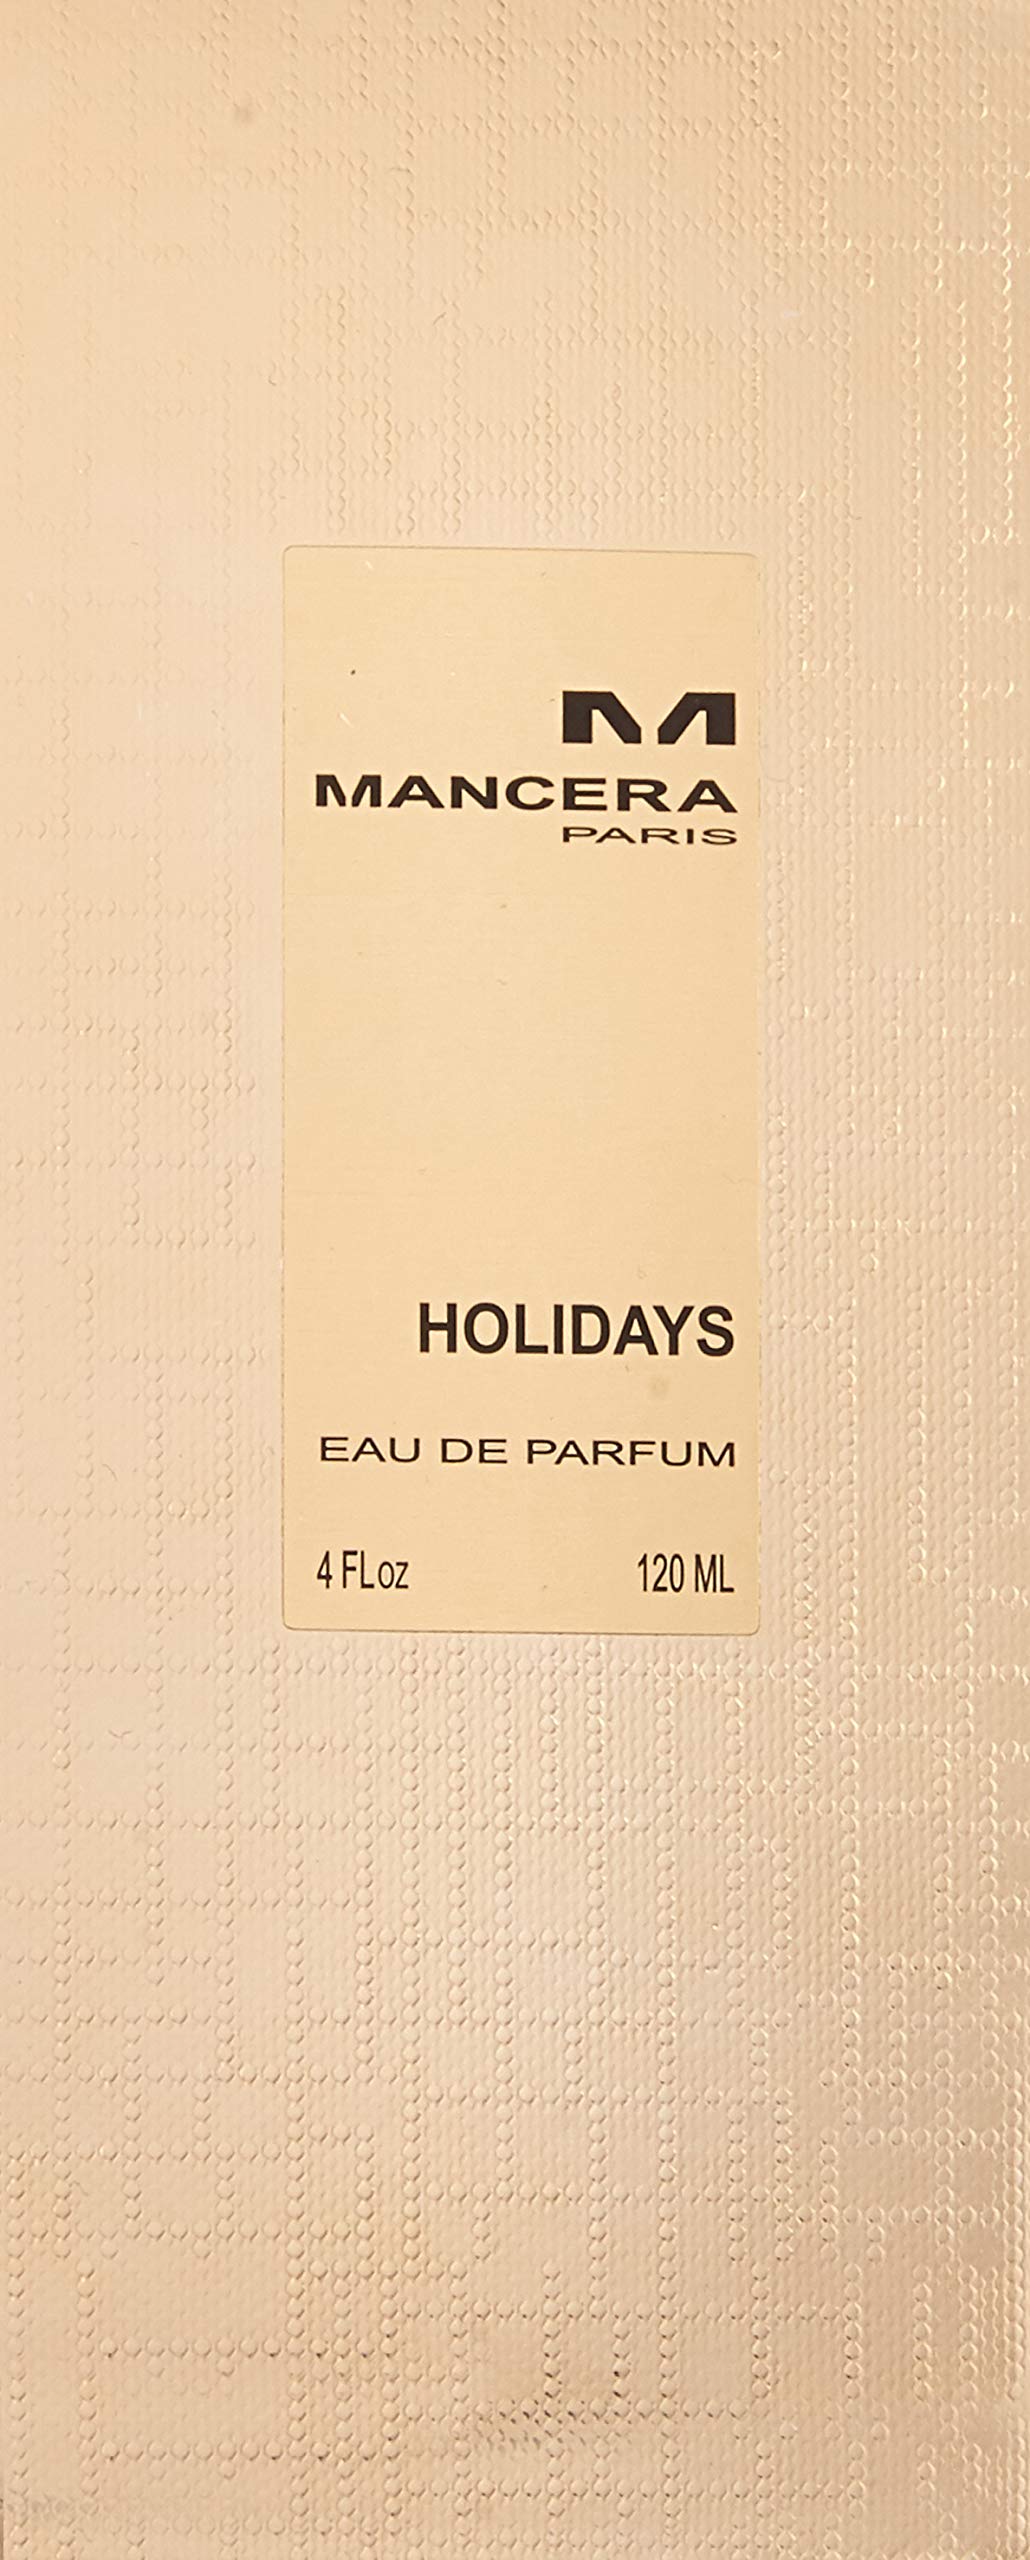 M
MANCERA
PARIS
HOLIDAYS
EAU DE PARFUM
4 FLoz 120 ML